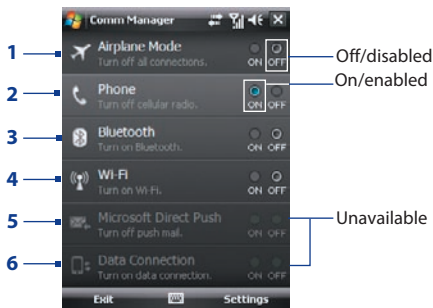 Comm Manager
1 Airplane Mode
Turn off all connections.
ON OFF
Off/disabled
On/enabled
2 Phone
Turn off cellular radio.
ON OFF
3 Bluetooth
Turn on Bluetooth.
ON OFF
4 Wi-Fi
Turn on Wi-Fi.
ON OFF
5 Microsoft Direct Push
Turn off push mail.
ON OFF
Unavailable
6 Data Connection
Turn on data connection.
ON OFF
Exit Settings